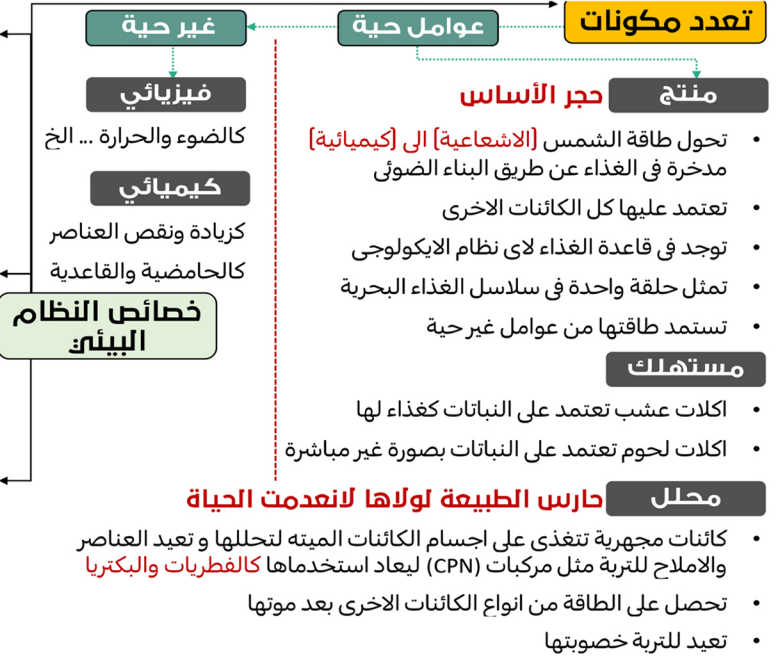 تعدد مكونات
عوامل حية
غير حية
منتج
حجر الأساس
• تحول طاقة الشمس (الاشعاعية) الى (كيميائية)
مدخرة فى الغذاء عن طريق البناء الضوئى
• تعتمد عليها كل الكائنات الاخرى
• توجد فى قاعدة الغذاء لاى نظام الايكولوجى
• تمثل حلقة واحدة فى سلاسل الغذاء البحرية
• تستمد طاقتها من عوامل غير حية
مستهلك
• اكلات عشب تعتمد على النباتات كغذاء لها
• اكلات لحوم تعتمد على النباتات بصورة غير مباشرة
محلل
حارس الطبيعة لولاها لانعدمت الحياة
• كائنات مجهرية تتغذى على اجسام الكائنات الميته لتحللها و تعيد العناصر
والاملاح للتربة مثل مركبات (CPN) ليعاد استخدماها كالفطريات والبكتريا
• تحصل على الطاقة من انواع الكائنات الاخرى بعد موتها
• تعيد للتربة خصوبتها
فيزيائي
كالضوء والحرارة ... الخ
كيميائي
كزيادة ونقص العناصر
كالحامضية والقاعدية
خصائص النظام
البيئي